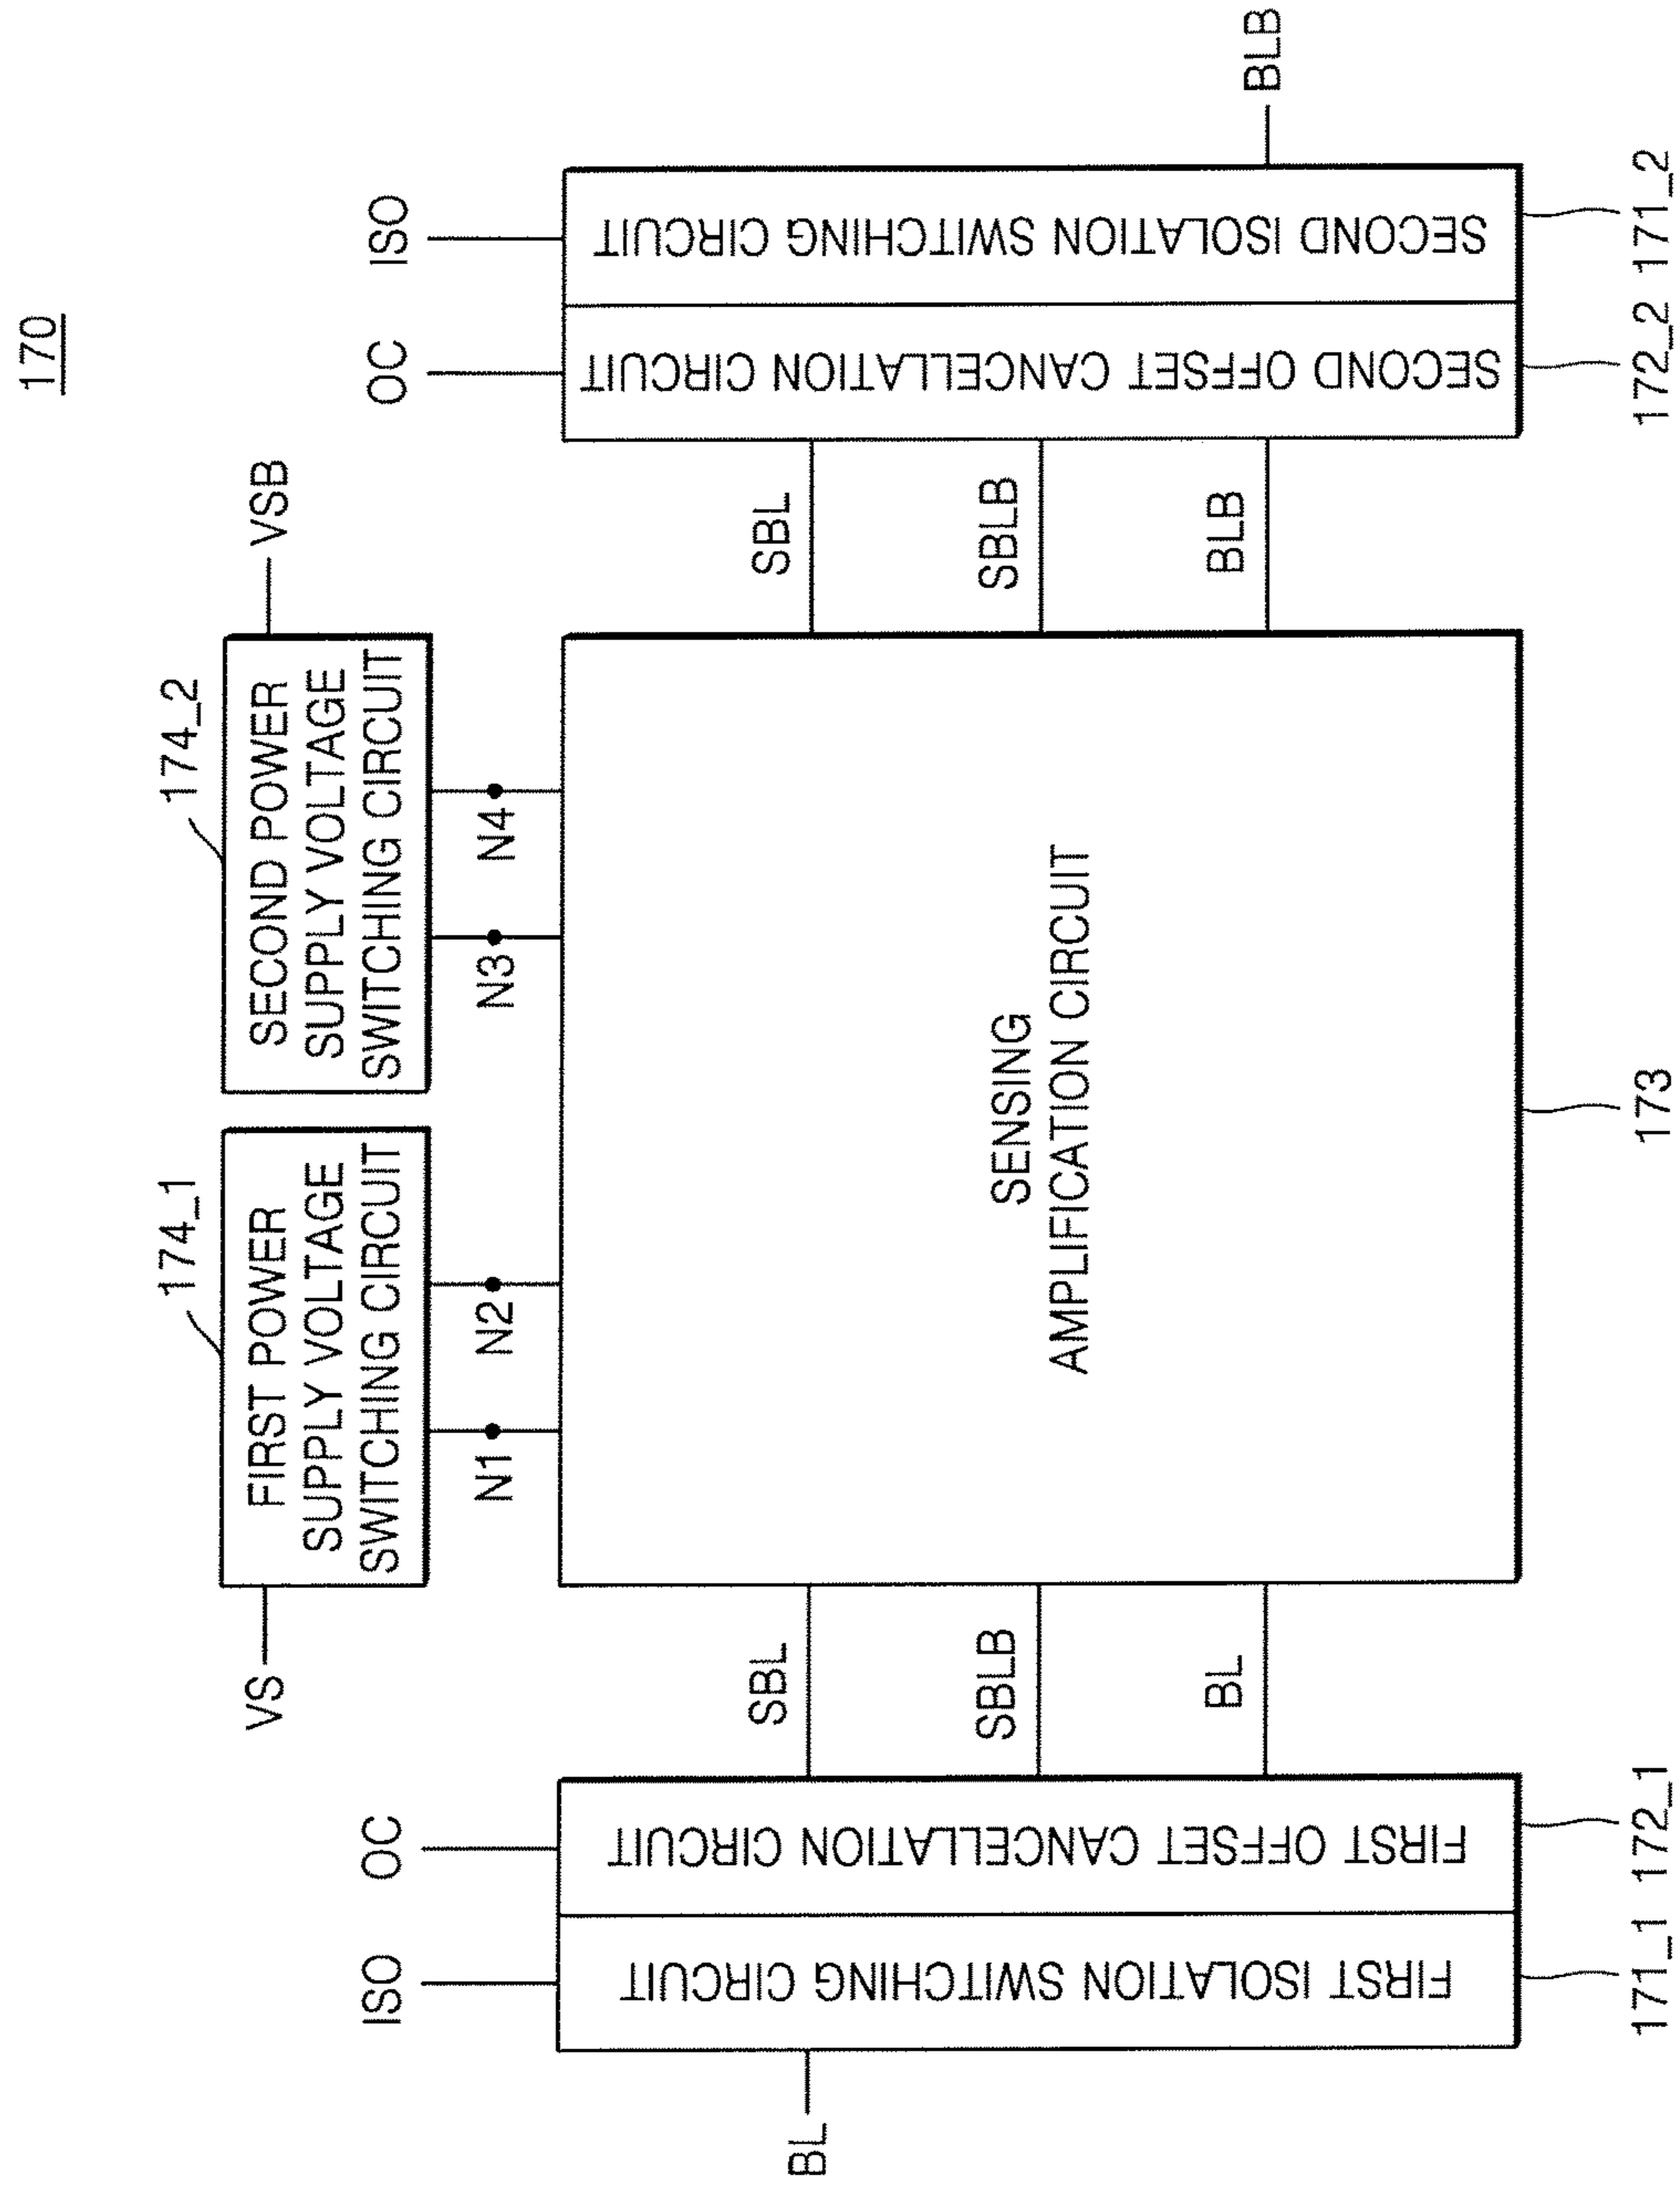 170
174_1
174_2
VS
FIRST POWER
SUPPLY VOLTAGE
SWITCHING CIRCUIT
SECOND POWER
SUPPLY VOLTAGE
SWITCHING CIRCUIT
VSB
ISO
OC
N1
N2
N3
N4
OC
ISO
BL
FIRST ISOLATION SWITCHING CIRCUIT
FIRST OFFSET CANCELLATION CIRCUIT
SBL
SBLB
BL
SENSING
AMPLIFICATION CIRCUIT
SBL
SBLB
BLB
SECOND OFFSET CANCELLATION CIRCUIT
SECOND ISOLATION SWITCHING CIRCUIT
BLB
171_1
172_1
173
172_2
171_2